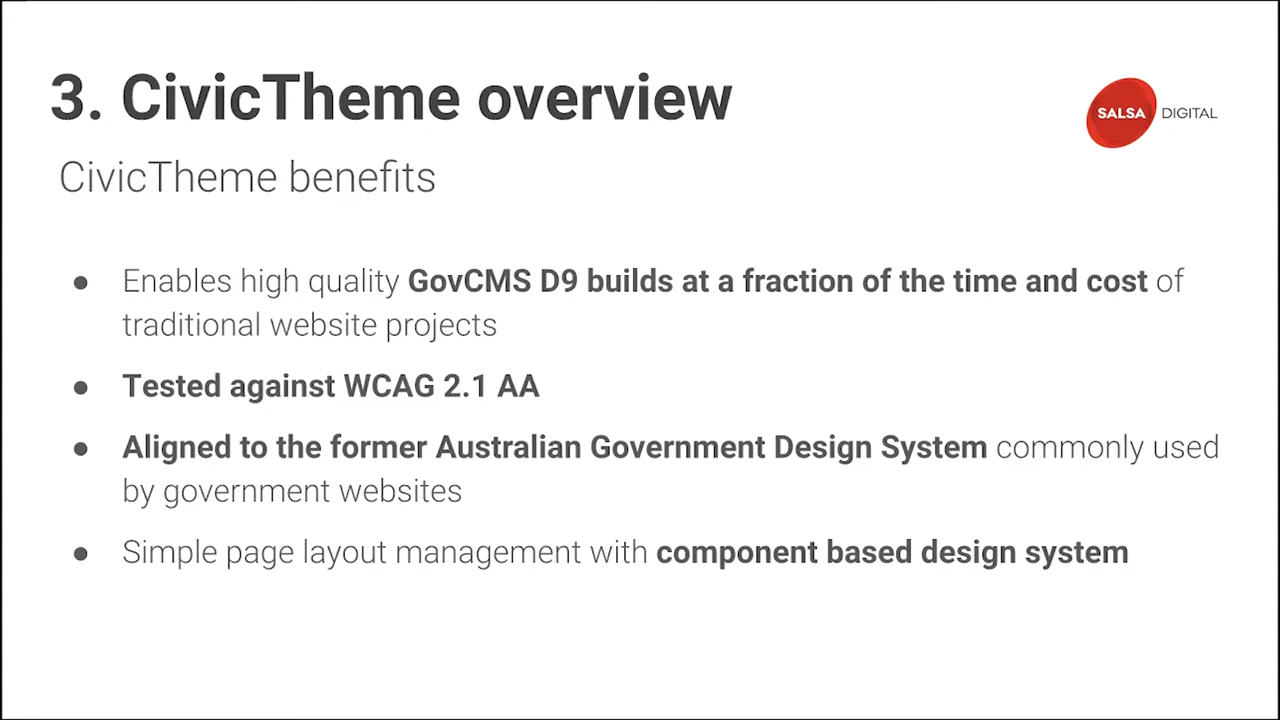 3. CivicTheme overview
SALSA DIGITAL
CivicTheme benefits
● Enables high quality GovCMS D9 builds at a fraction of the time and cost of
traditional website projects
● Tested against WCAG 2.1 AA
● Aligned to the former Australian Government Design System commonly used
by government websites
● Simple page layout management with component based design system